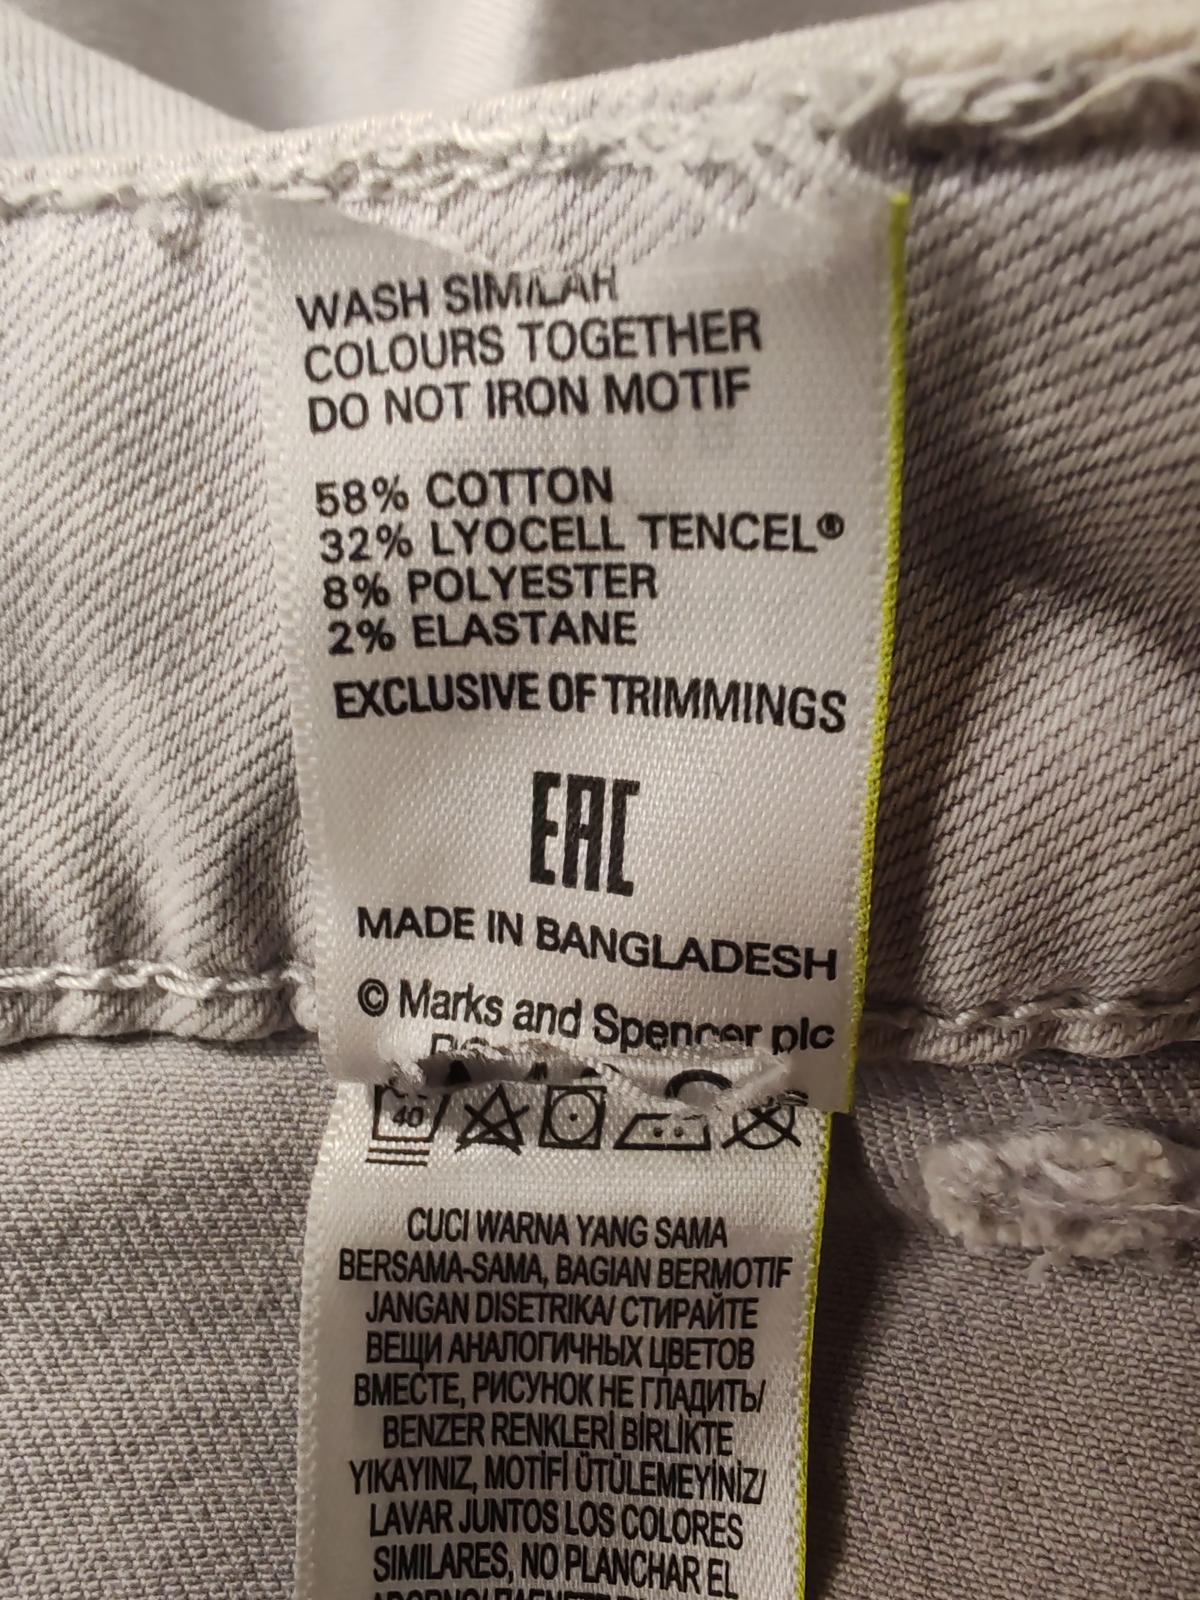 WASH SIMILAR
COLOURS TOGETHER
DO NOT IRON MOTIF
58% COTTON
32% LYOCELL TENCEL®
8% POLYESTER
2% ELASTANE
EXCLUSIVE OF TRIMMINGS
EAC
MADE IN BANGLADESH
© Marks and Spencer plc
40
CUCI WARNA YANG SAMA
BERSAMA-SAMA, BAGIAN BERMOTIF
JANGAN DISETRIKA/ СТИРАЙТЕ
ВЕЩИ АНАЛОГИЧНЫХ ЦВЕТОВ
ВМЕСТЕ, РИСУНОК НЕ ГЛАДИТЬ/
BENZER RENKLERİ BİRLİKTE
YIKAYINIZ, MOTİFİ ÜTÜLEMEYİNİZ/
LAVAR JUNTOS LOS COLORES
SIMILARES, NO PLANCHAR EL